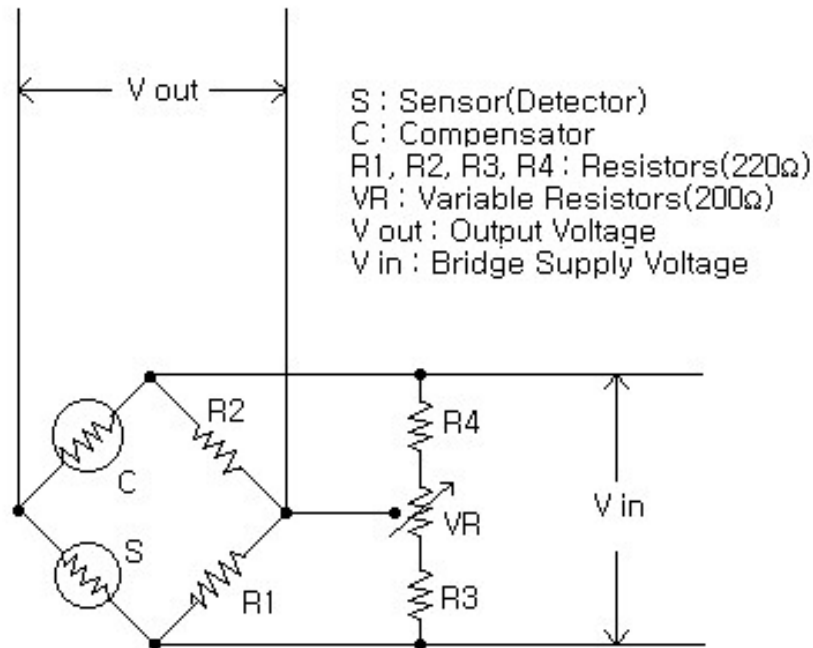 V out
S : Sensor(Detector)
C : Compensator
R1, R2, R3, R4 : Resistors(220Ω)
VR : Variable Resistors(200Ω)
V out : Output Voltage
V in : Bridge Supply Voltage
R2
R4
C
V in
VR
S
R1
R3